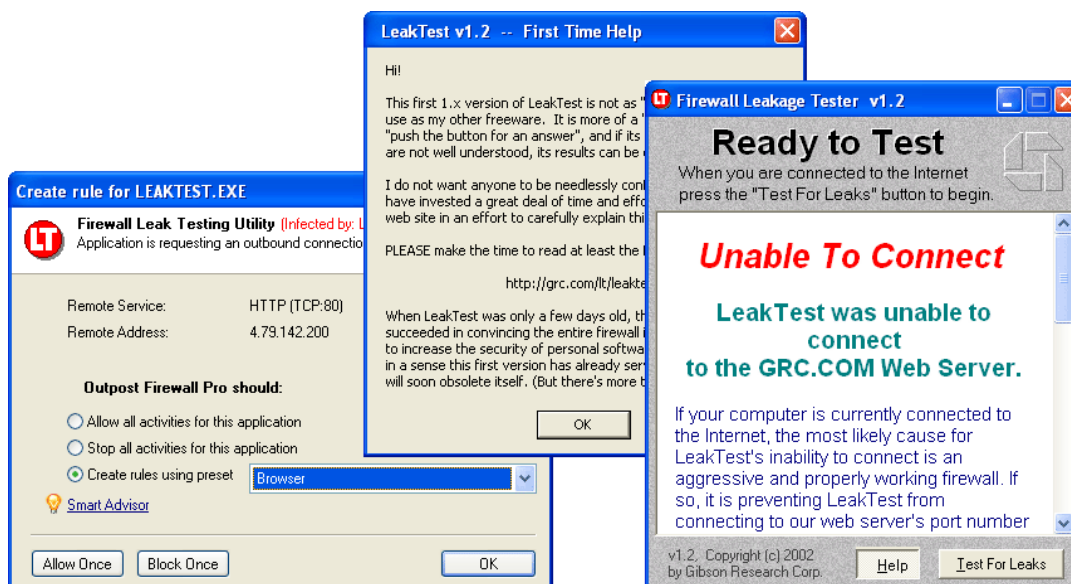 LeakTest v1.2 -- First Time Help
Hi!
This first 1.x version of LeakTest is not as "
use as my other freeware. It is more of a "
"push the button for an answer", and if its
are not well understood, its results can be
I do not want anyone to be needlessly
have invested a great deal of time and
web site in an effort to carefully explain
PLEASE make the time to read at least the
http://grc.com/lt/
When LeakTest was only a few days old,
succeeded in convincing the entire firewall
to increase the security of personal
in a sense this first version has already
will soon obsolete itself. (But there's more
OK
LT
Firewall Leakage Tester v1.2
Ready to Test
When you are connected to the Internet
press the "Test For Leaks" button to begin.
Unable To Connect
LeakTest was unable to
connect
to the GRC.COM Web Server.
If your computer is currently connected to
the Internet, the most likely cause for
LeakTest's inability to connect is an
aggressive and properly working firewall. If
so, it is preventing LeakTest from
connecting to our web server's port number
v1.2, Copyright (c) 2002
by Gibson Research Corp.
Help
Test For Leaks
Create rule for LEAKTEST.EXE
LT
Firewall Leak Testing Utility (Infected by: L
Application is requesting an outbound
Remote Service: HTTP (TCP:80)
Remote Address: 4.79.142.200
Outpost Firewall Pro should:
Allow all activities for this application
Stop all activities for this application
Create rules using preset Browser
Smart Advisor
Allow Once
Block Once
OK